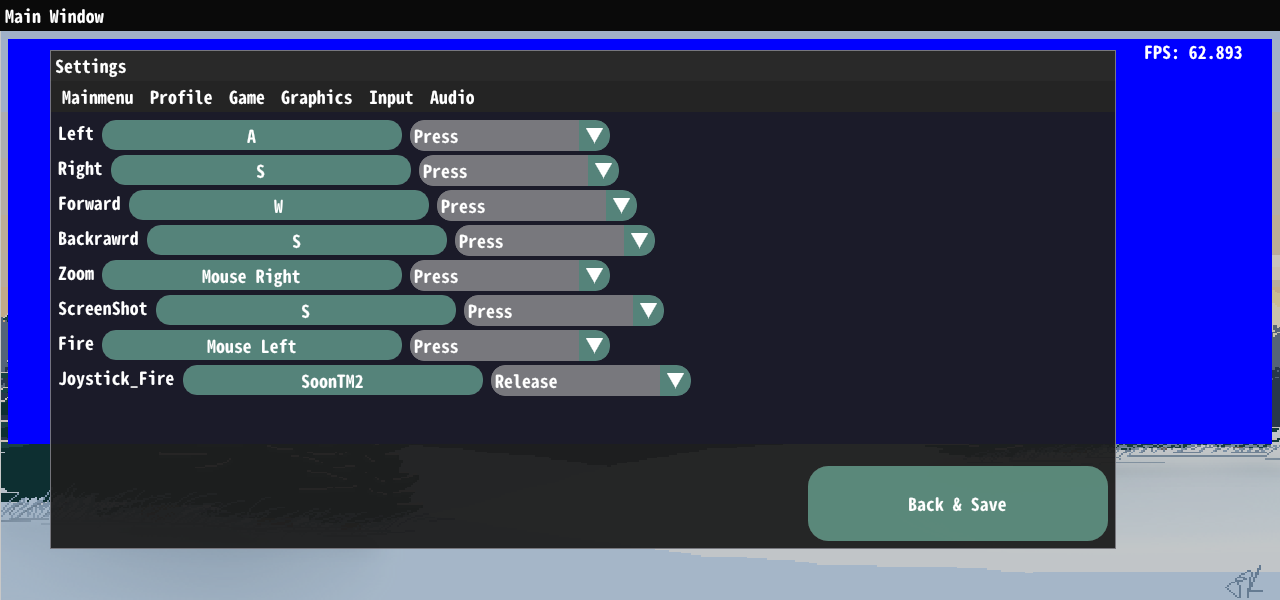 Main Window
FPS: 62.893
Settings
Mainmenu Profile Game Graphics Input Audio
Left A Press
Right S Press
Forward W Press
Backrawrd S Press
Zoom Mouse Right Press
ScreenShot S Press
Fire Mouse Left Press
Joystick_Fire SoonTM2 Release
Back & Save